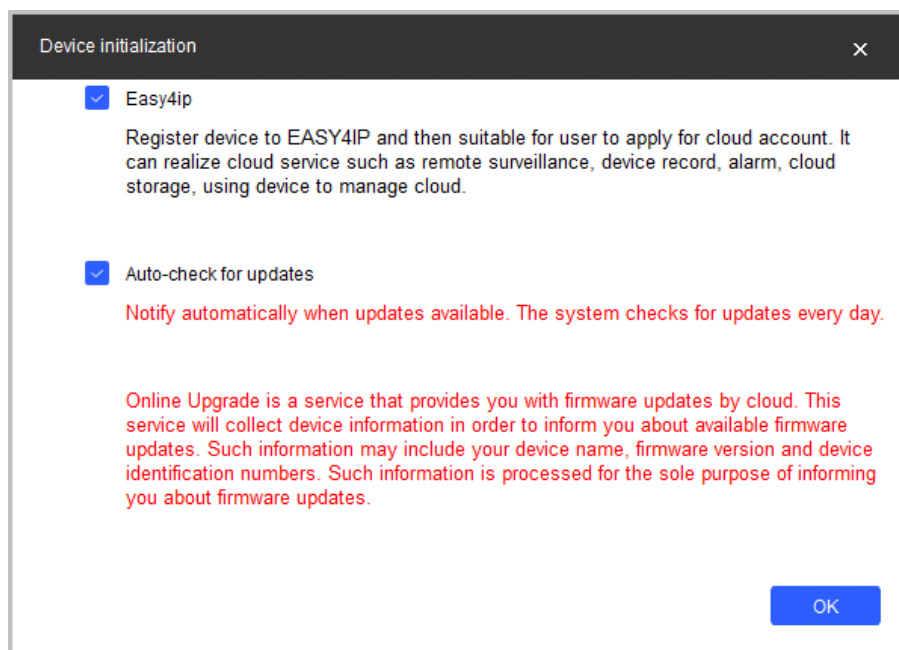 Device initialization
Easy4ip
Register device to EASY4IP and then suitable for user to apply for cloud account. It
can realize cloud service such as remote surveillance, device record, alarm, cloud
storage, using device to manage cloud.
Auto-check for updates
Notify automatically when updates available. The system checks for updates every day.
Online Upgrade is a service that provides you with firmware updates by cloud. This
service will collect device information in order to inform you about available firmware
updates. Such information may include your device name, firmware version and device
identification numbers. Such information is processed for the sole purpose of informing
you about firmware updates.
OK